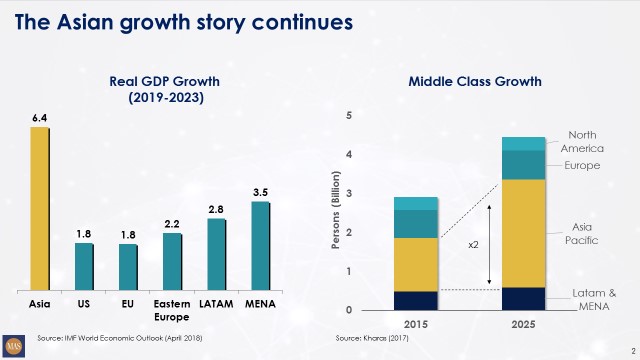 The Asian growth story continues
Real GDP Growth
(2019-2023)
6.4
1.8
1.8
2.2
2.8
3.5
Asia
US
EU
Eastern
Europe
LATAM
MENA
Source: IMF World Economic Outlook (April 2018)
Middle Class Growth
Persons (Billion)
5
4
3
2
1
0
x2
North
America
Europe
Asia
Pacific
Latam &
MENA
2015
2025
Source: Kharas (2017)
MAS
2